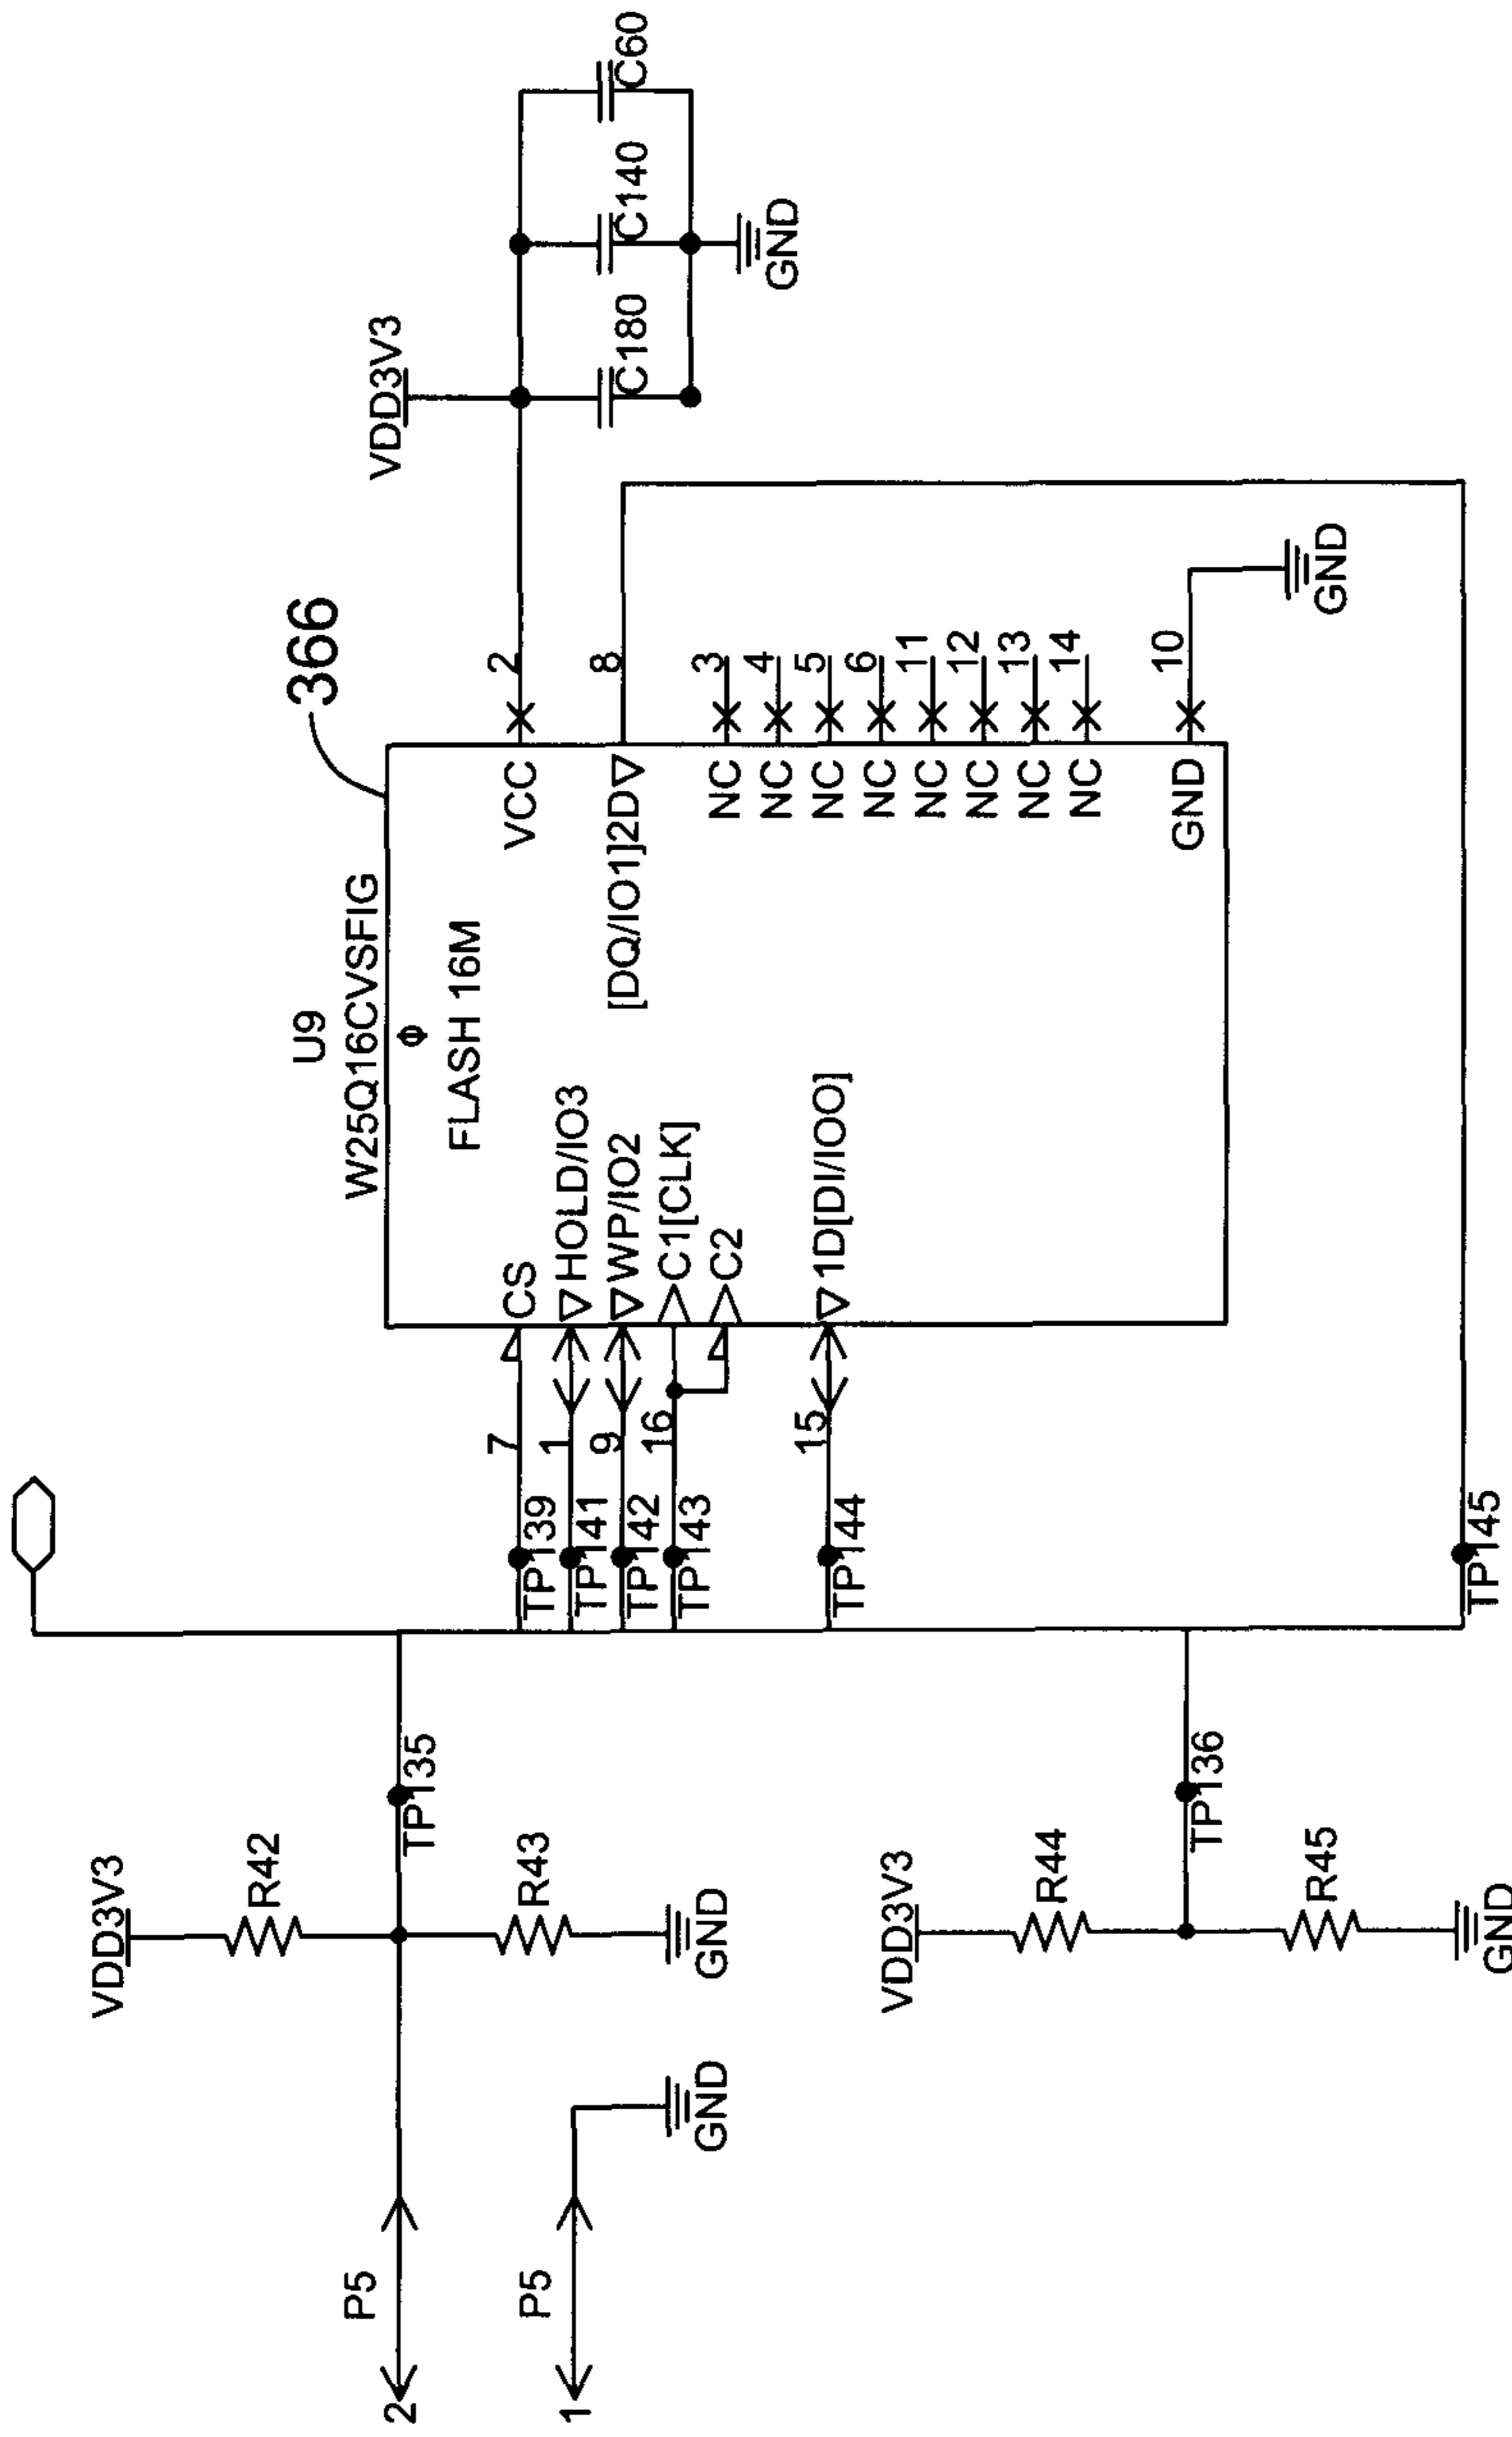 366
U9
W25Q16CVSFIG
Φ
FLASH 16M
CS
HOLD/IO3
WP/IO2
C1[CLK]
C2
1D[DI/IOO]
VCC
[DQ/IO1]2D
NC
NC
NC
NC
NC
NC
NC
NC
GND
7
1
9
16
15
2
8
3
4
5
6
11
12
13
14
10
TP139
TP141
TP142
TP143
TP144
TP145
VDD3V3
C180
C140
C60
GND
GND
VDD3V3
R42
TP135
R43
GND
P5
2
P5
1
GND
VDD3V3
R44
TP136
R45
GND